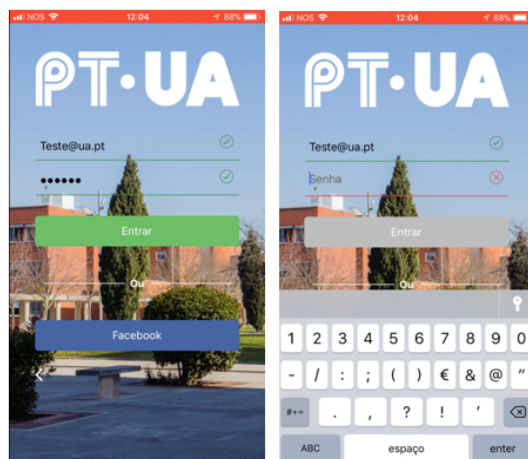 NOS 12:04 88%
PT·UA
Teste@ua.pt
••••••
Entrar
Ou
Facebook
NOS 12:04 88%
PT·UA
Teste@ua.pt
Senha
Entrar
Ou
1 2 3 4 5 6 7 8 9 0
- / : ; ( ) € & @ "
#+= . , ? ! '
ABC espaço enter